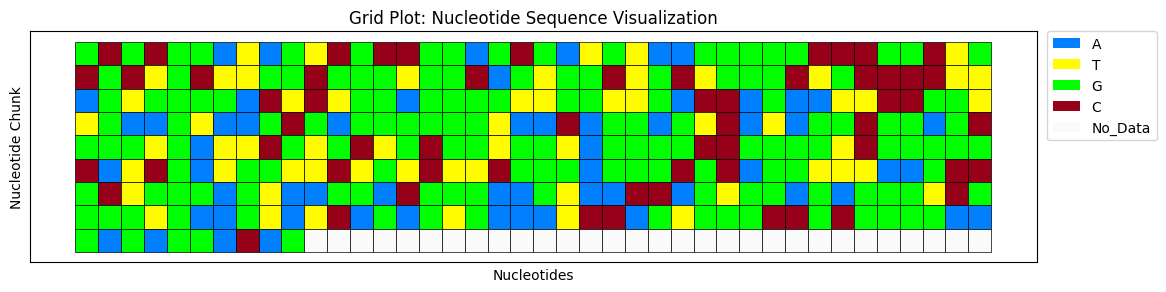 Grid Plot: Nucleotide Sequence Visualization
A
T
G
C
No_Data
Nucleotide Chunk
Nucleotides